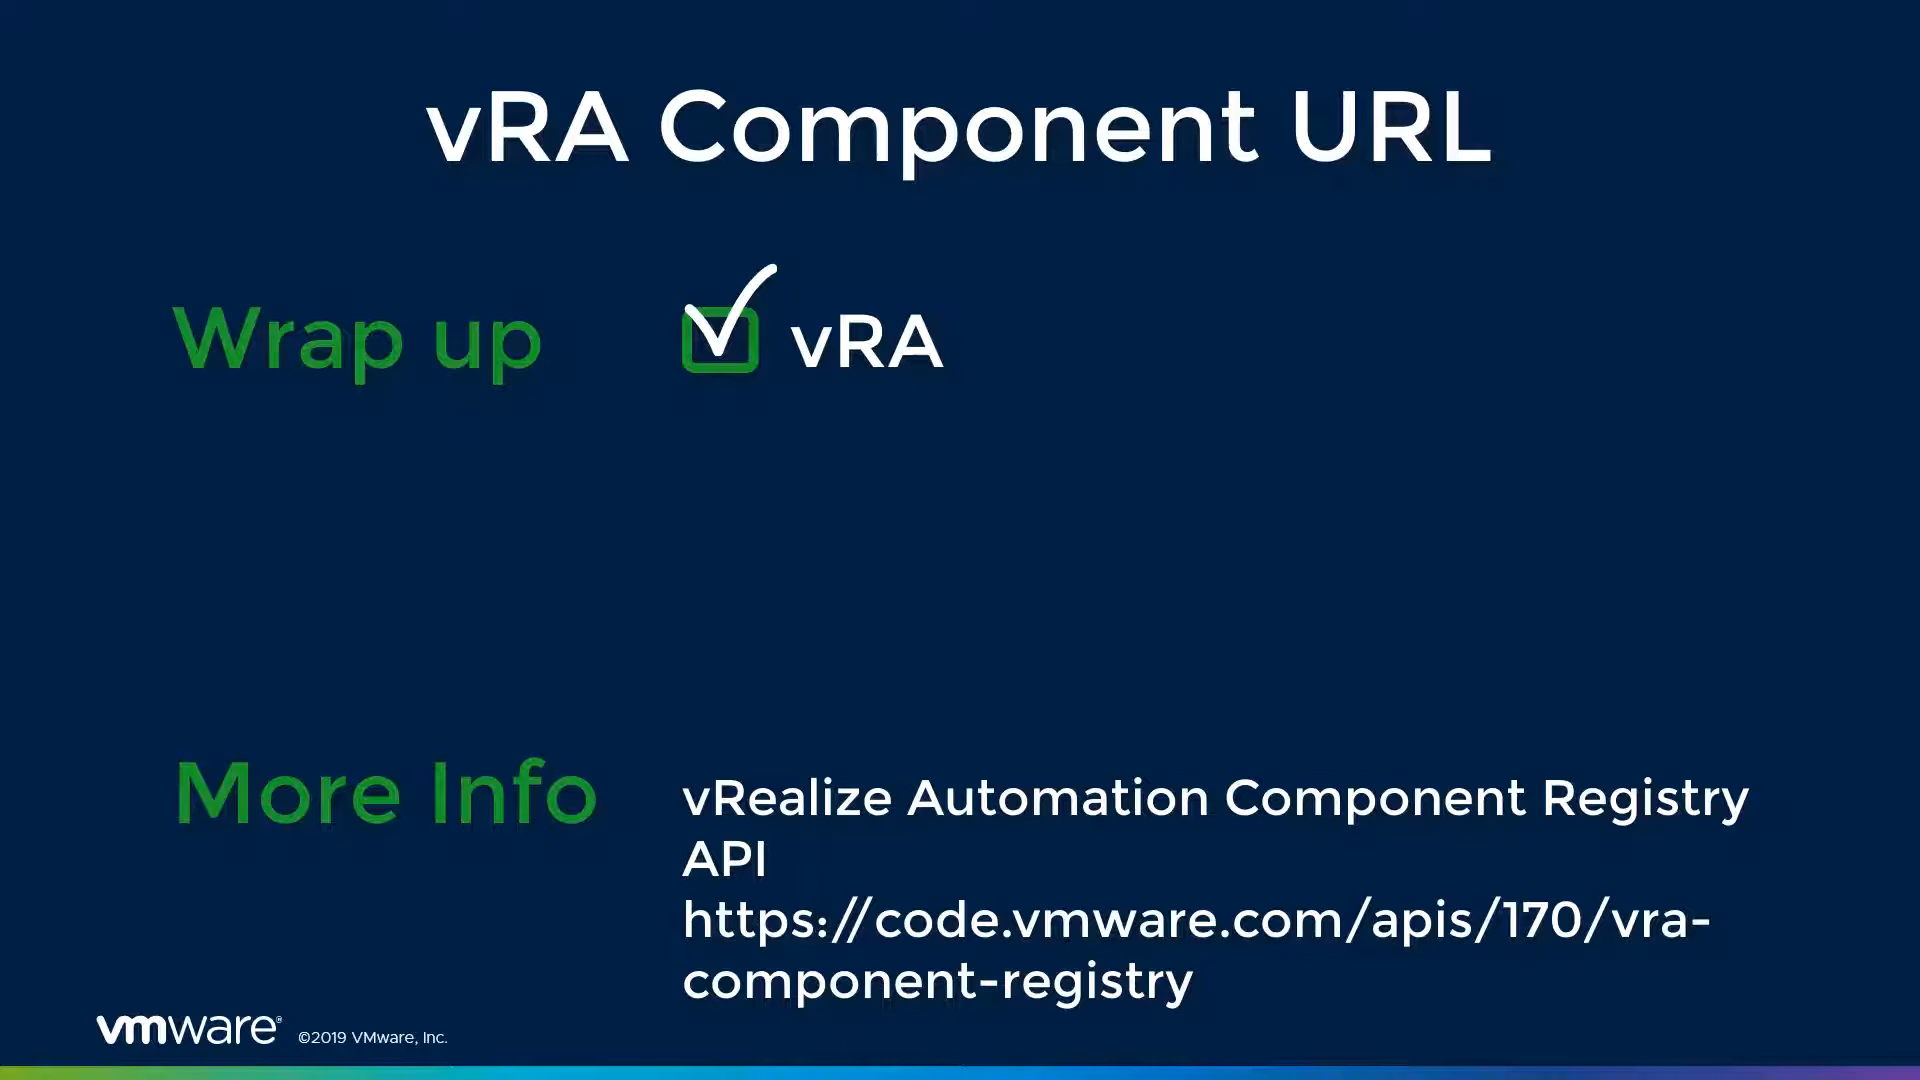 vRA Component URL
Wrap up
vRA
More Info
vRealize Automation Component Registry
API
https://code.vmware.com/apis/170/vra-
component-registry
vmware® ©2019 VMware, Inc.